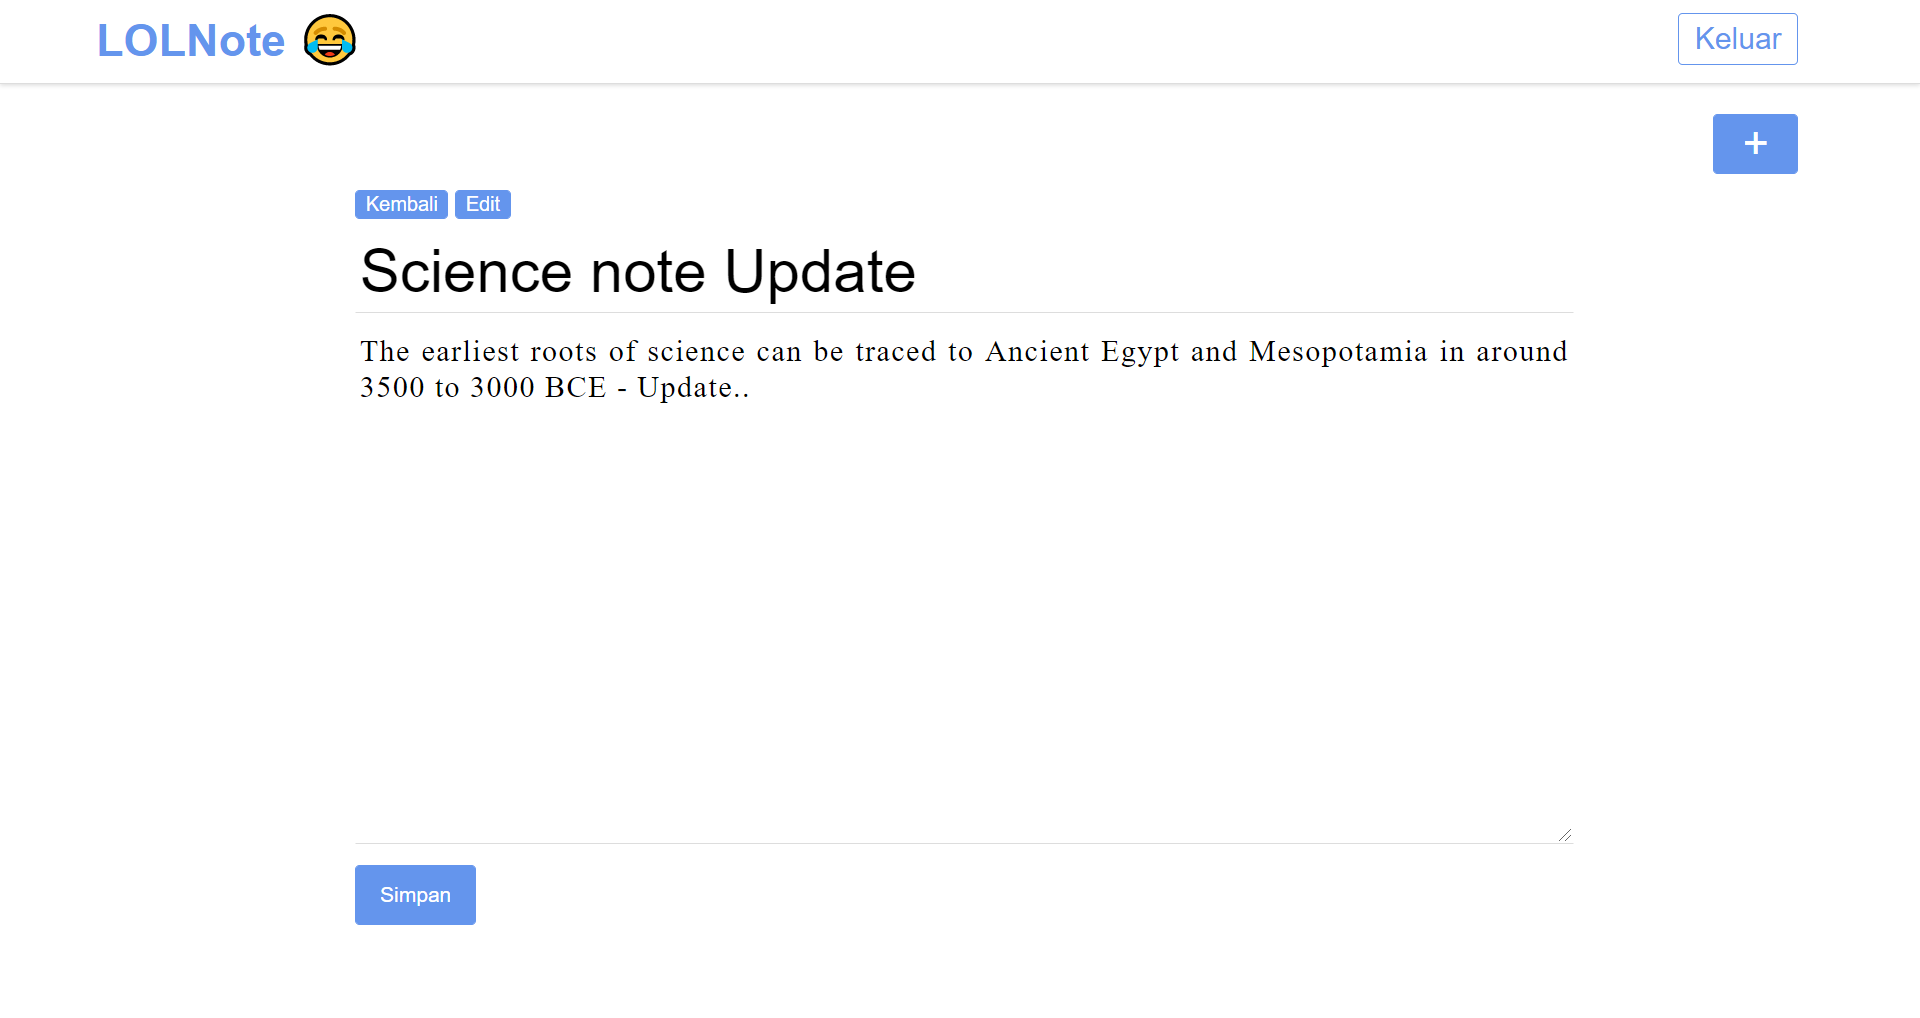 LOLNote
Keluar
+
Kembali Edit
Science note Update
The earliest roots of science can be traced to Ancient Egypt and Mesopotamia in around
3500 to 3000 BCE - Update..
Simpan